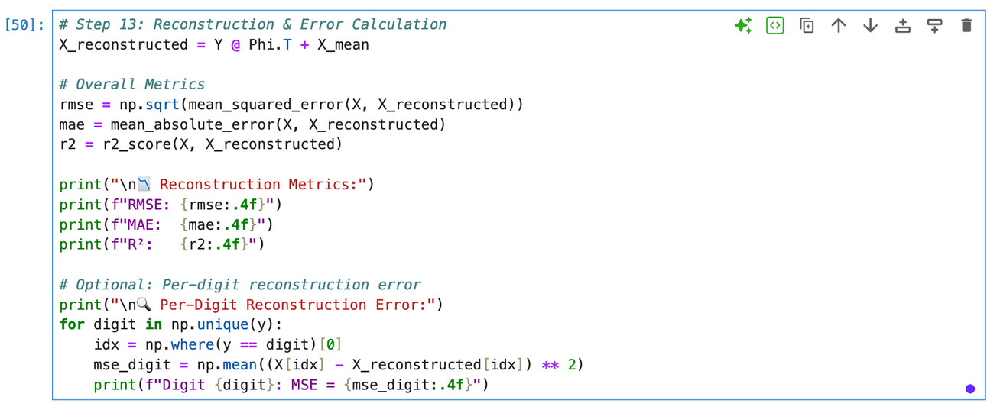 [50]:
# Step 13: Reconstruction & Error Calculation
X_reconstructed = Y @ Phi.T + X_mean

# Overall Metrics
rmse = np.sqrt(mean_squared_error(X, X_reconstructed))
mae = mean_absolute_error(X, X_reconstructed)
r2 = r2_score(X, X_reconstructed)

print("\n📉 Reconstruction Metrics:")
print(f"RMSE: {rmse:.4f}")
print(f"MAE:  {mae:.4f}")
print(f"R²:   {r2:.4f}")

# Optional: Per-digit reconstruction error
print("\n🔍 Per-Digit Reconstruction Error:")
for digit in np.unique(y):
    idx = np.where(y == digit)[0]
    mse_digit = np.mean((X[idx] - X_reconstructed[idx]) ** 2)
    print(f"Digit {digit}: MSE = {mse_digit:.4f}")